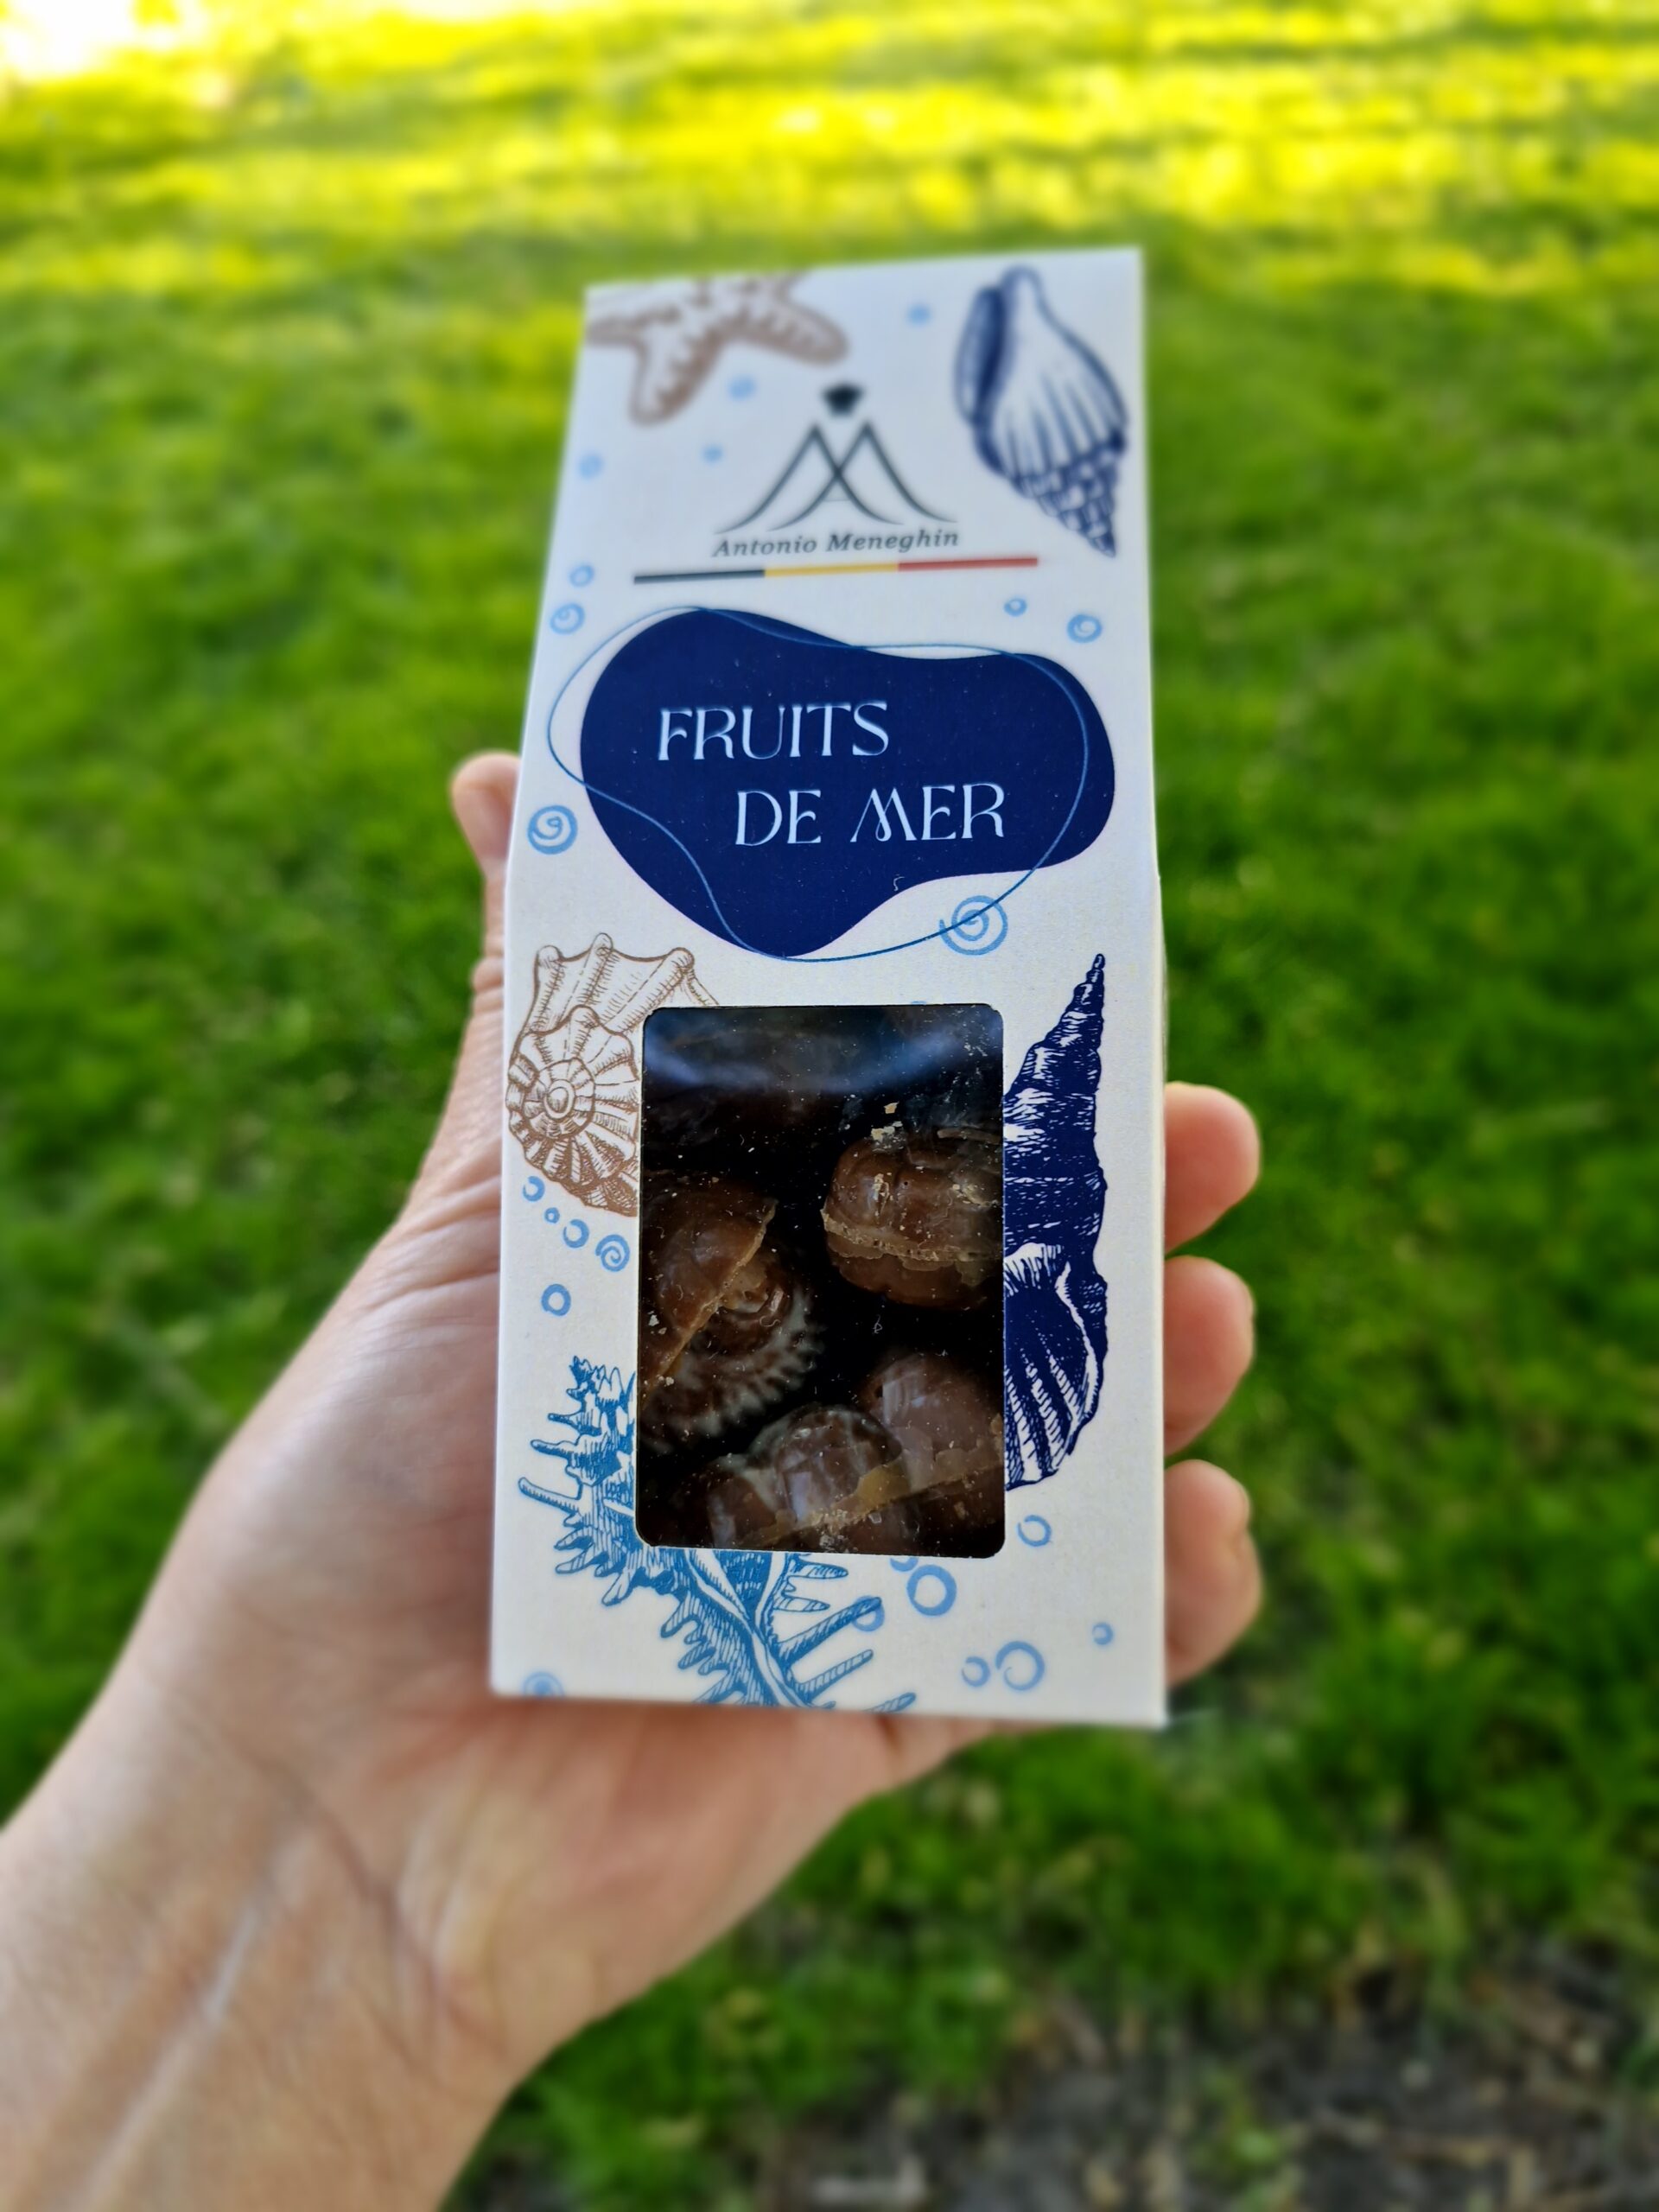 Antonio Meneghin
FRUITS
DE MER